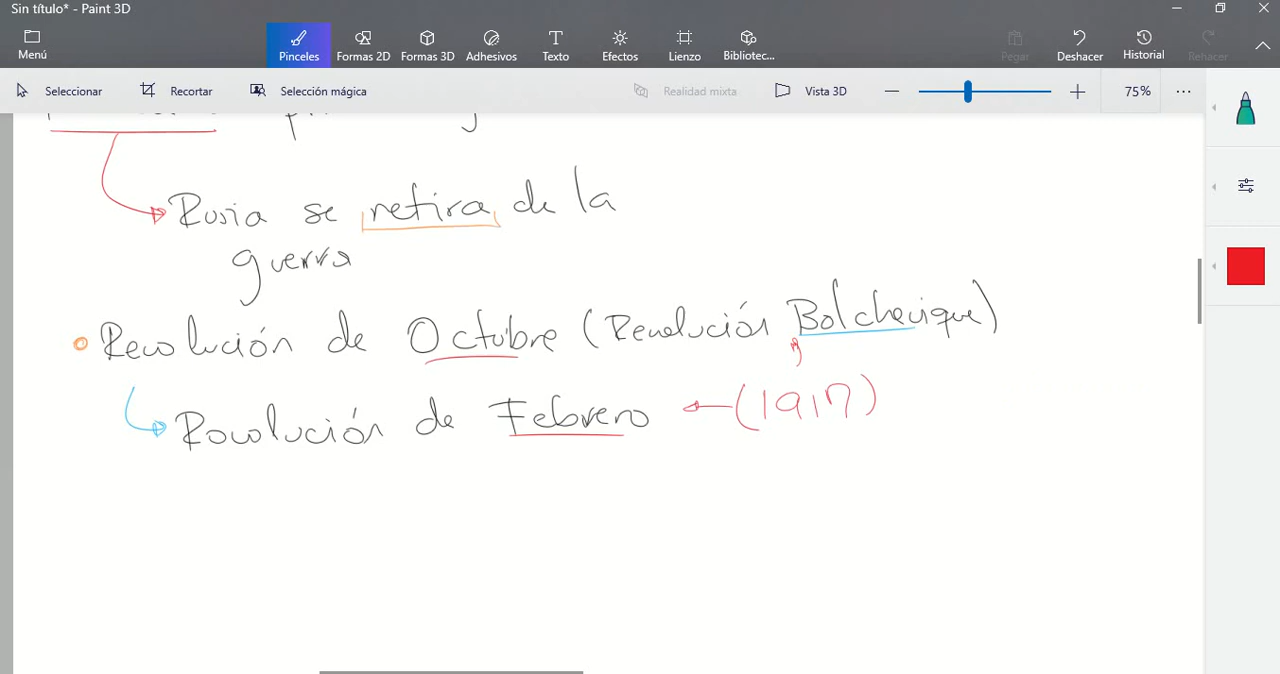 Sin título* - Paint 3D
Menú
Pinceles Formas 2D Formas 3D Adhesivos Texto Efectos Lienzo Bibliotec... Pegar Deshacer Historial Rehacer
Seleccionar Recortar Selección mágica Realidad mixta Vista 3D 75%
Rusia se retira de la
guerra
Revolución de Octubre (Revolución Bolchevique)
Revolución de Febrero (1917)